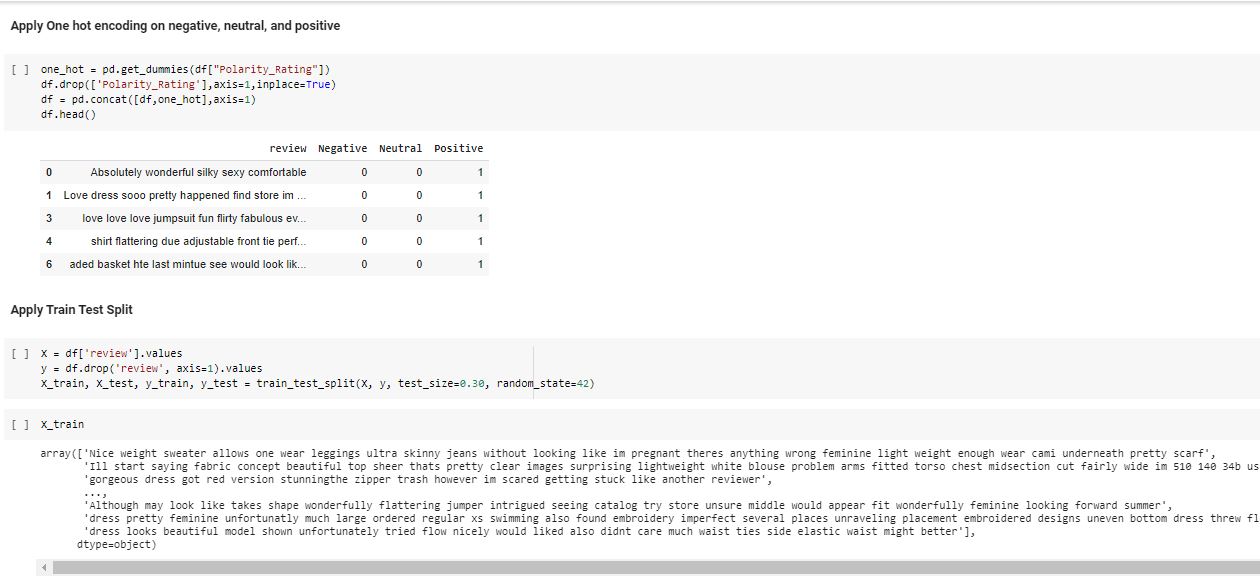 Apply One hot encoding on negative, neutral, and positive
[ ] one_hot = pd.get_dummies(df["Polarity_Rating"])
df.drop(['Polarity_Rating'],axis=1,inplace=True)
df = pd.concat([df,one_hot],axis=1)
df.head()
review Negative Neutral Positive
0 Absolutely wonderful silky sexy comfortable 0 0 1
1 Love dress sooo pretty happened find store im ... 0 0 1
3 love love love jumpsuit fun flirty fabulous ev... 0 0 1
4 shirt flattering due adjustable front tie perf... 0 0 1
6 aded basket hte last mintue see would look lik... 0 0 1
Apply Train Test Split
[ ] X = df['review'].values
y = df.drop('review', axis=1).values
X_train, X_test, y_train, y_test = train_test_split(X, y, test_size=0.30, random_state=42)
[ ] X_train
array(['Nice weight sweater allows one wear leggings ultra skinny jeans without looking like im pregnant theres anything wrong feminine light weight enough wear cami underneath pretty scarf',
'Ill start saying fabric concept beautiful top sheer thats pretty clear images surprising lightweight white blouse problem arms fitted torso chest midsection cut fairly wide im 510 140 34b us
'gorgeous dress got red version stunningthe zipper trash however im scared getting stuck like another reviewer',
...,
'Although may look like takes shape wonderfully flattering jumper intrigued seeing catalog try store unsure middle would appear fit wonderfully feminine looking forward summer',
'dress pretty feminine unfortunatly much large ordered regular xs swimming also found embroidery imperfect several places unraveling placement embroidered designs uneven bottom dress threw fl
'dress looks beautiful model shown unfortunately tried flow nicely would liked also didnt care much waist ties side elastic waist might better'],
dtype=object)